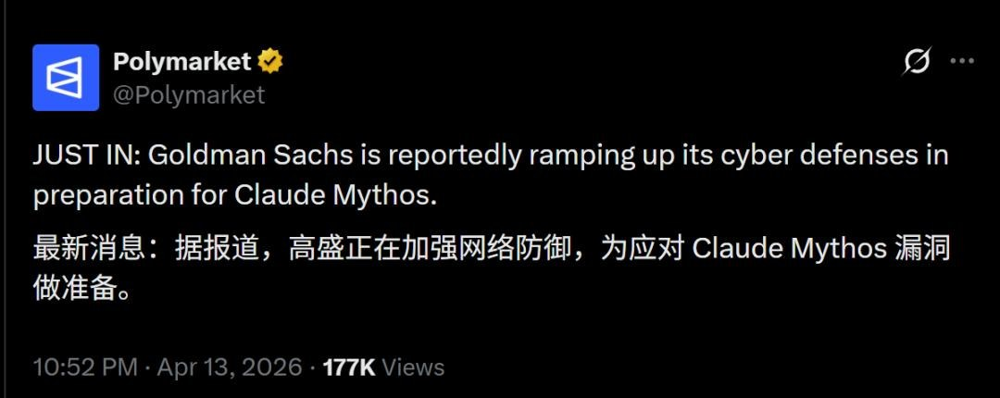 Polymarket
@Polymarket
JUST IN: Goldman Sachs is reportedly ramping up its cyber defenses in
preparation for Claude Mythos.
最新消息：据报道，高盛正在加强网络防御，为应对 Claude Mythos 漏洞
做准备。
10:52 PM · Apr 13, 2026 · 177K Views